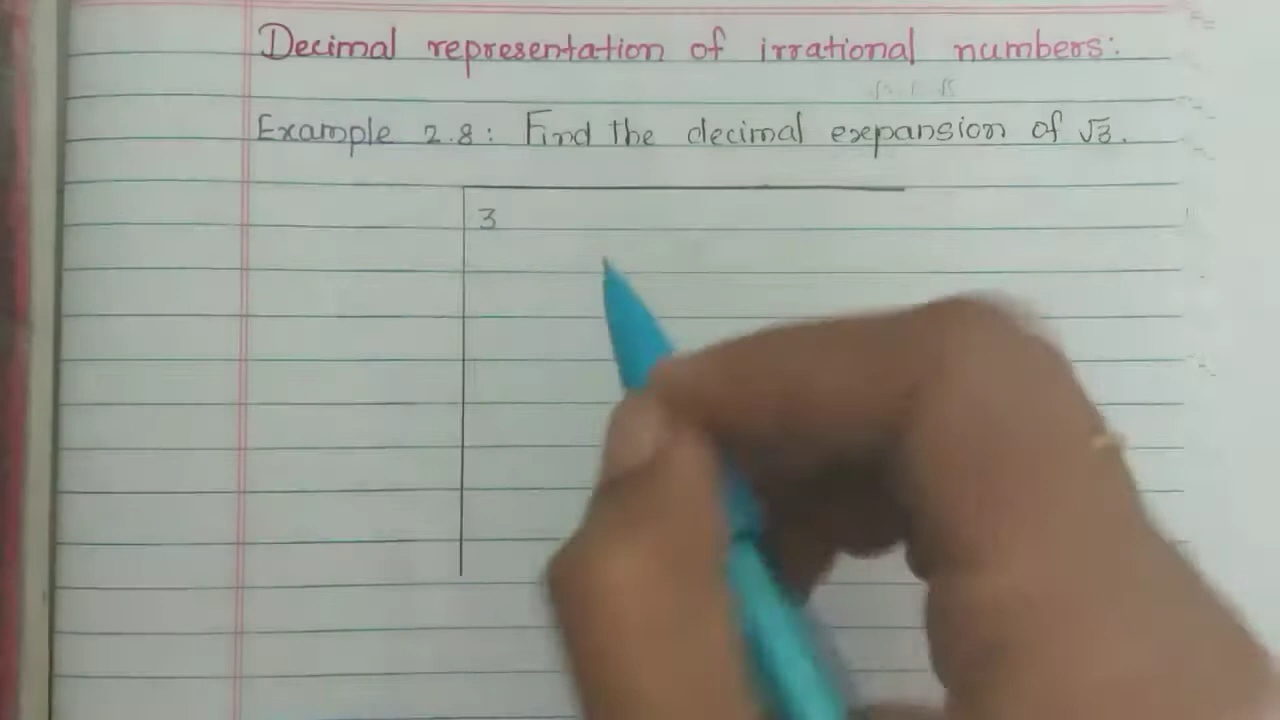 Decimal representation of irrational numbers:
Example 2.8: Find the decimal expansion of √3.
3